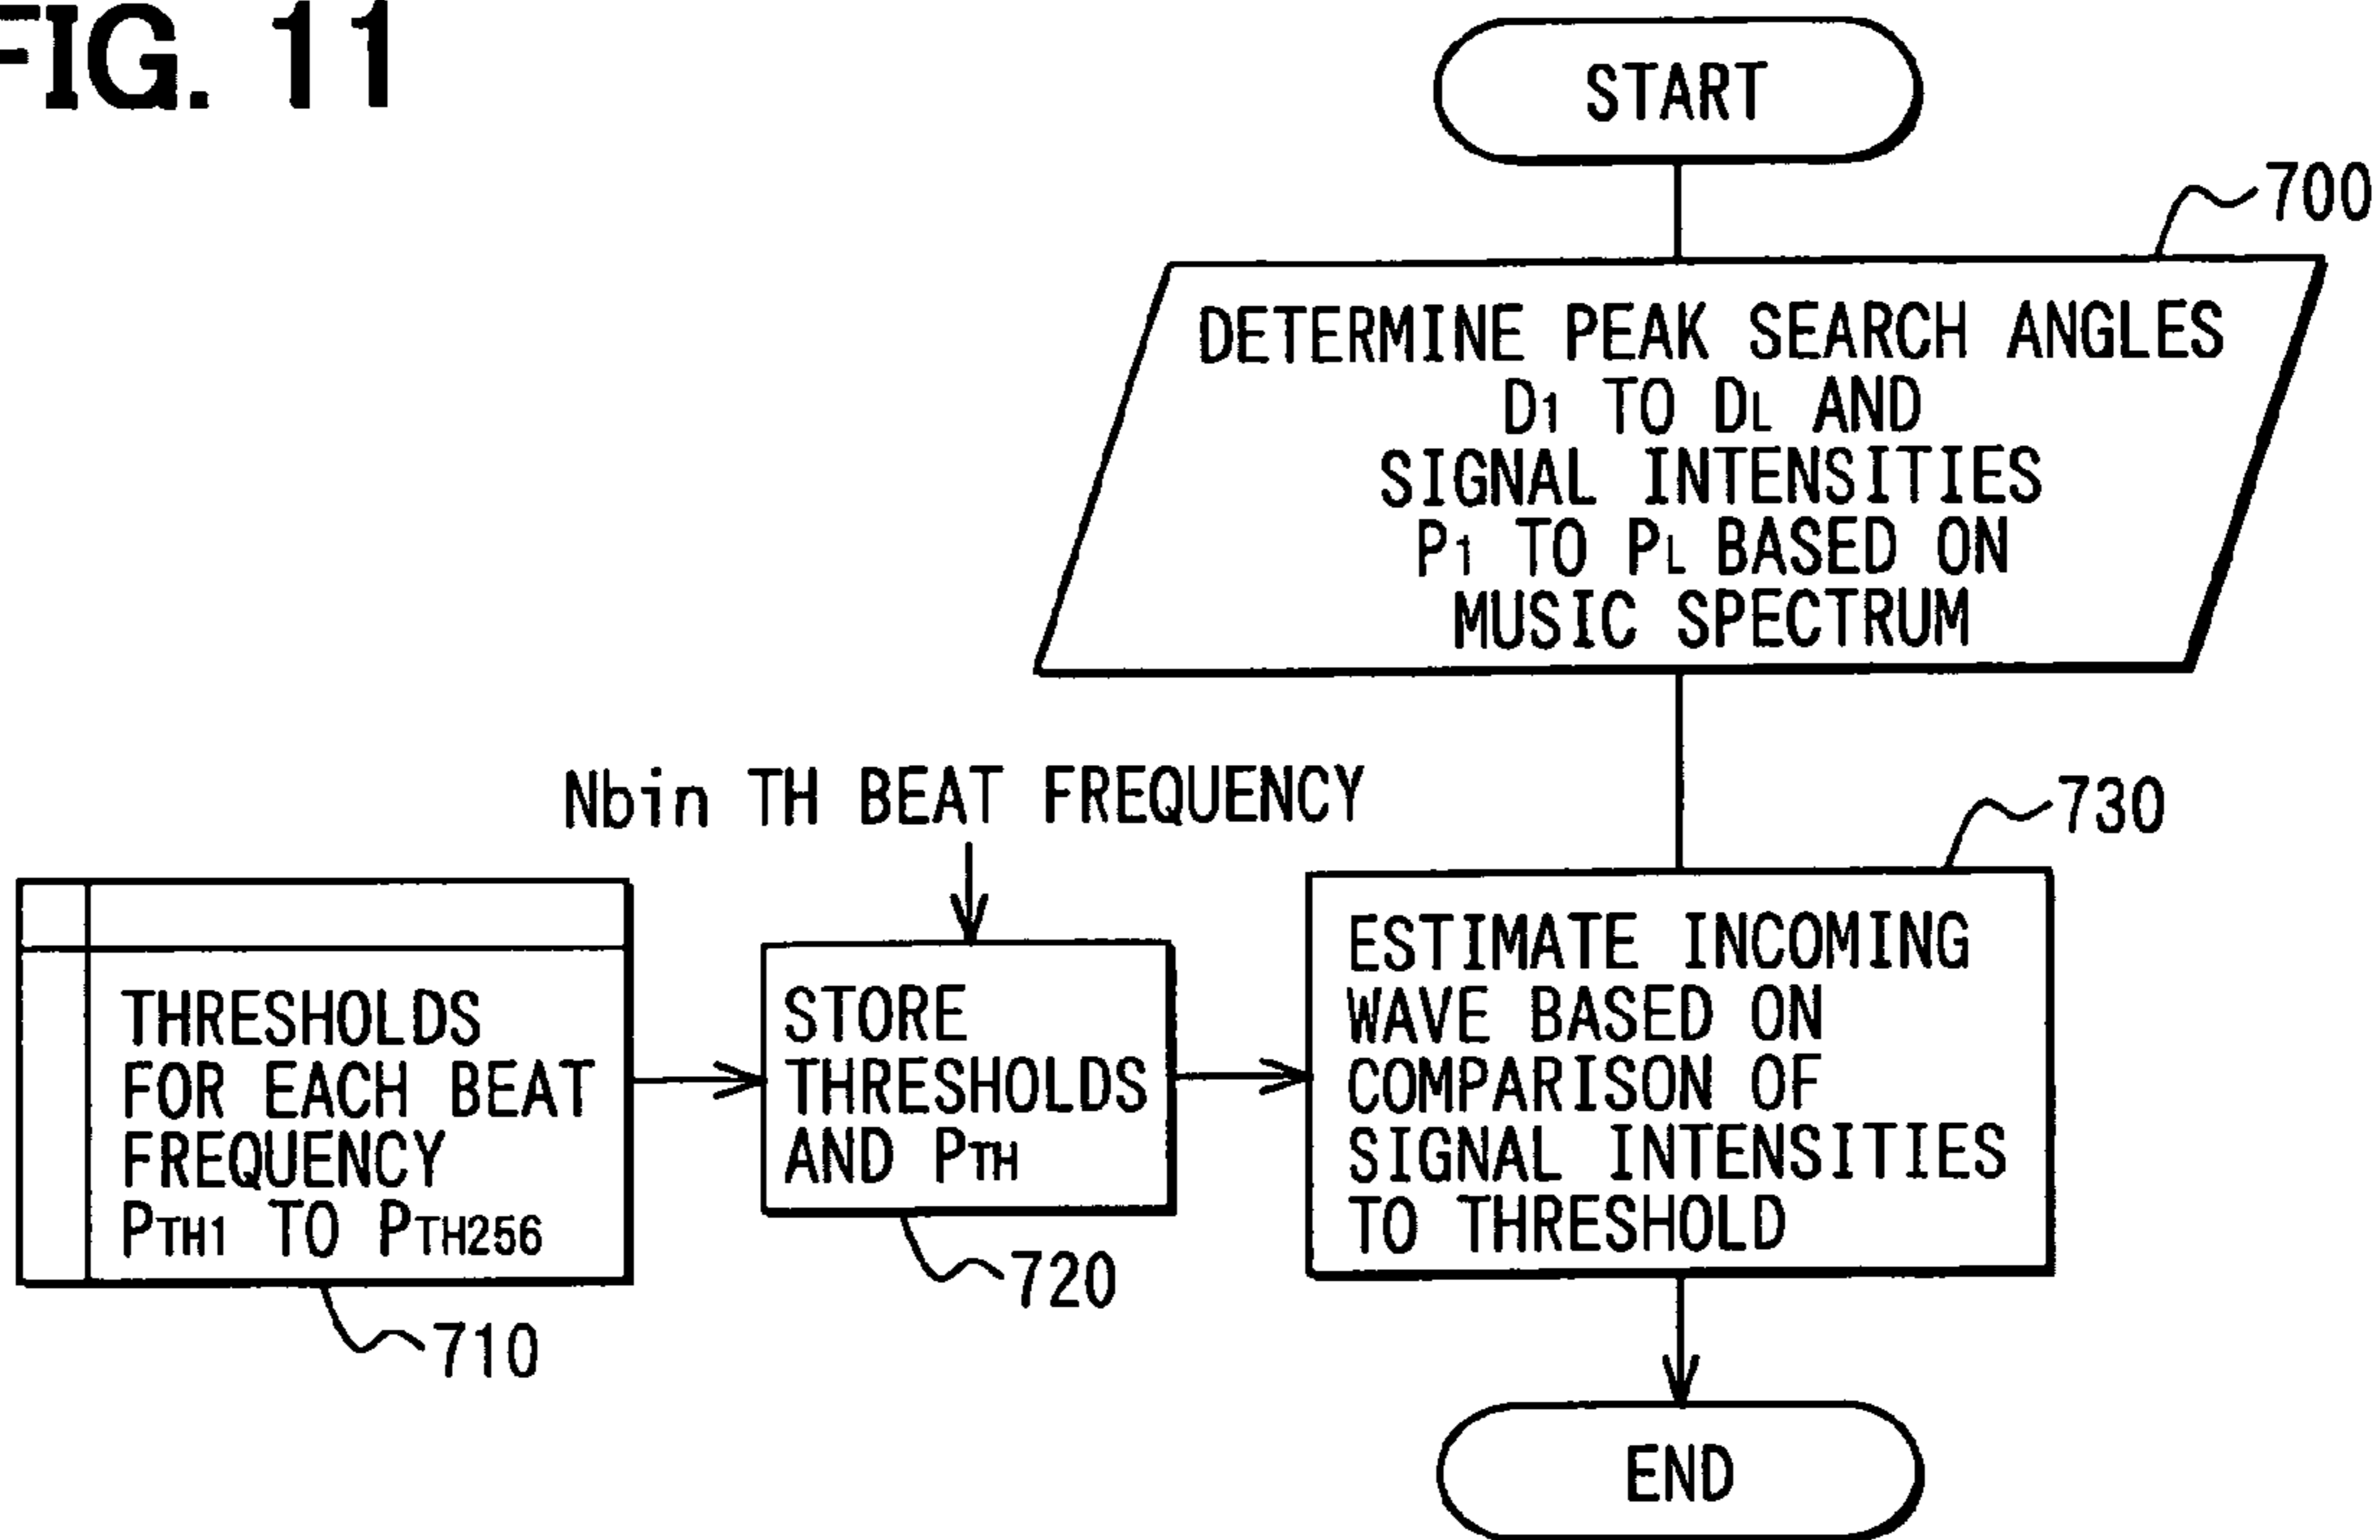 FIG. 11
START
700
DETERMINE PEAK SEARCH ANGLES
D1 TO DL AND
SIGNAL INTENSITIES
P1 TO PL BASED ON
MUSIC SPECTRUM
Nbin TH BEAT FREQUENCY
730
THRESHOLDS
FOR EACH BEAT
FREQUENCY
PTH1 TO PTH256
710
STORE
THRESHOLDS
AND PTH
720
ESTIMATE INCOMING
WAVE BASED ON
COMPARISON OF
SIGNAL INTENSITIES
TO THRESHOLD
END